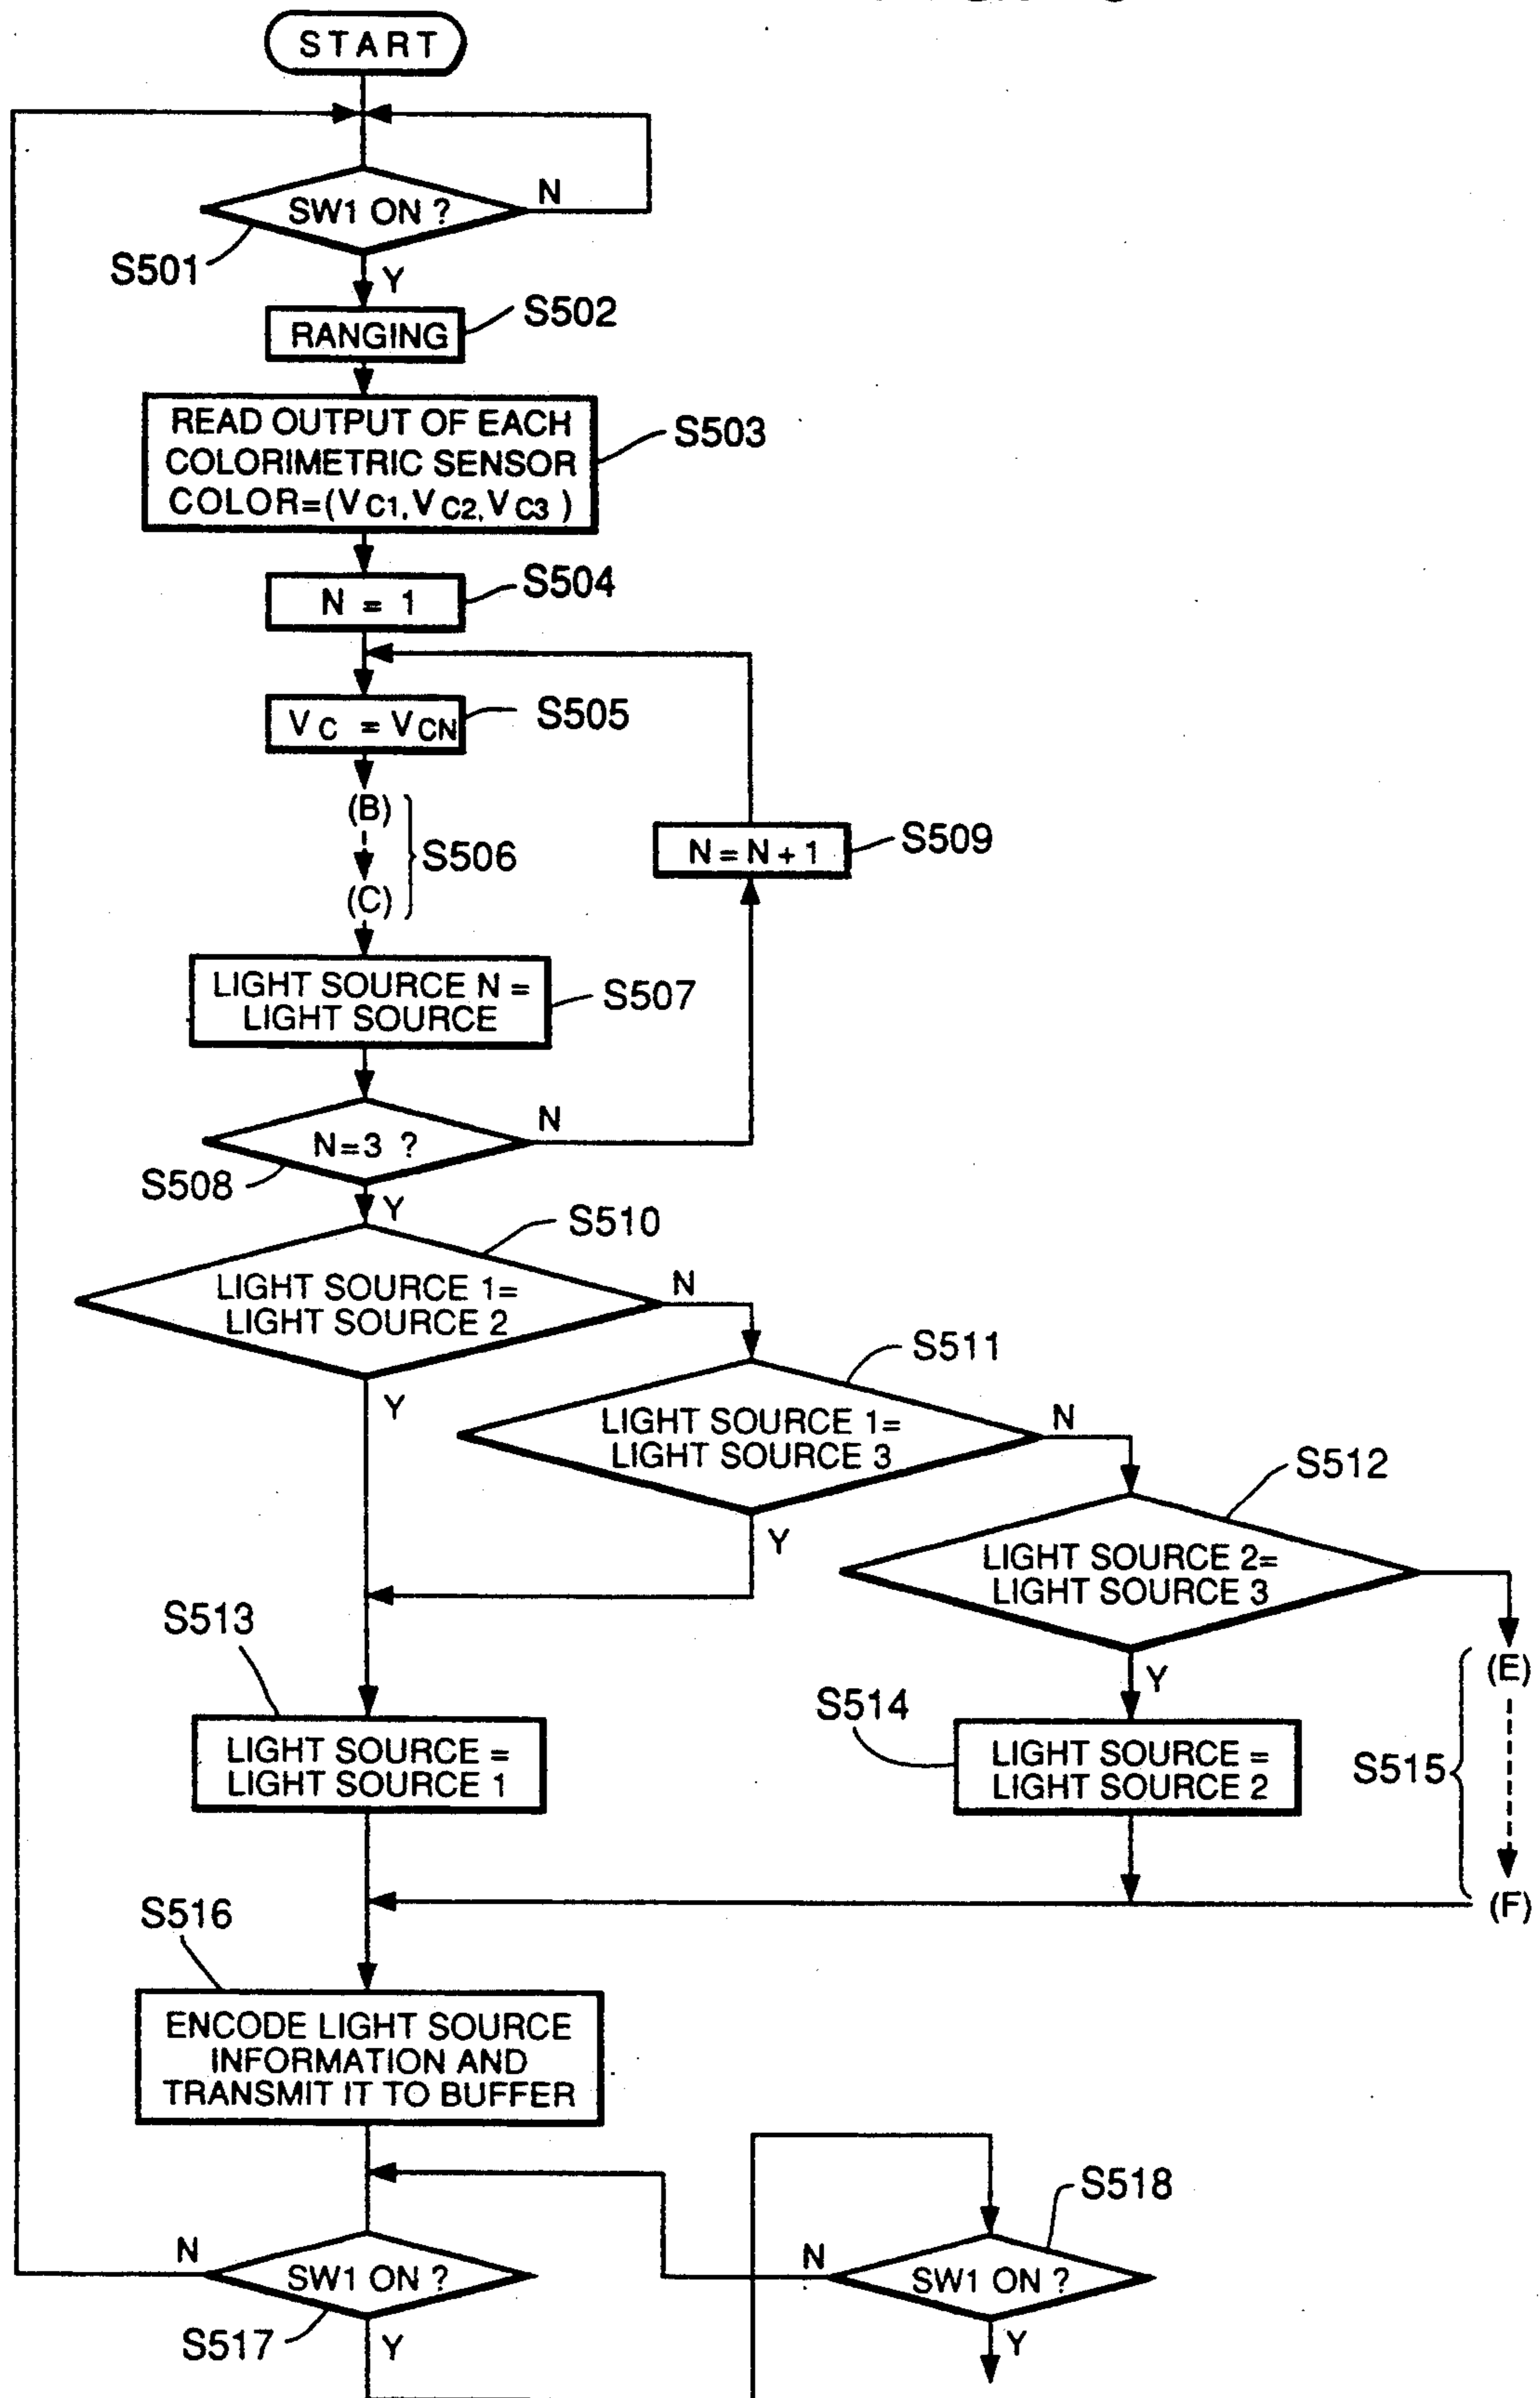 START
SW1 ON ?
N
S501
Y
RANGING
S502
READ OUTPUT OF EACH
COLORIMETRIC SENSOR
COLOR=(VC1,VC2,VC3)
S503
N = 1
S504
VC = VCN
S505
(B)
(C)
S506
N=N+1
S509
LIGHT SOURCE N =
LIGHT SOURCE
S507
N=3 ?
N
S508
Y
S510
LIGHT SOURCE 1=
LIGHT SOURCE 2
N
Y
S511
LIGHT SOURCE 1=
LIGHT SOURCE 3
N
Y
S512
LIGHT SOURCE 2=
LIGHT SOURCE 3
Y
S513
LIGHT SOURCE =
LIGHT SOURCE 1
S514
LIGHT SOURCE =
LIGHT SOURCE 2
(E)
S515
(F)
S516
ENCODE LIGHT SOURCE
INFORMATION AND
TRANSMIT IT TO BUFFER
N
SW1 ON ?
S517
Y
S518
N
SW1 ON ?
Y